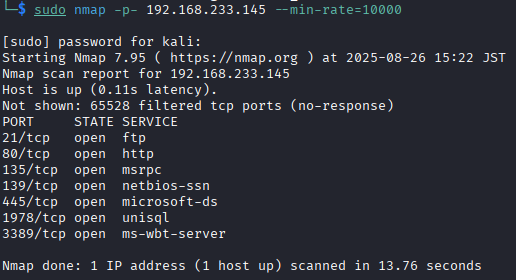 └─$ sudo nmap -p- 192.168.233.145 --min-rate=10000
[sudo] password for kali:
Starting Nmap 7.95 ( https://nmap.org ) at 2025-08-26 15:22 JST
Nmap scan report for 192.168.233.145
Host is up (0.11s latency).
Not shown: 65528 filtered tcp ports (no-response)
PORT     STATE SERVICE
21/tcp   open  ftp
80/tcp   open  http
135/tcp  open  msrpc
139/tcp  open  netbios-ssn
445/tcp  open  microsoft-ds
1978/tcp open  unisql
3389/tcp open  ms-wbt-server
Nmap done: 1 IP address (1 host up) scanned in 13.76 seconds